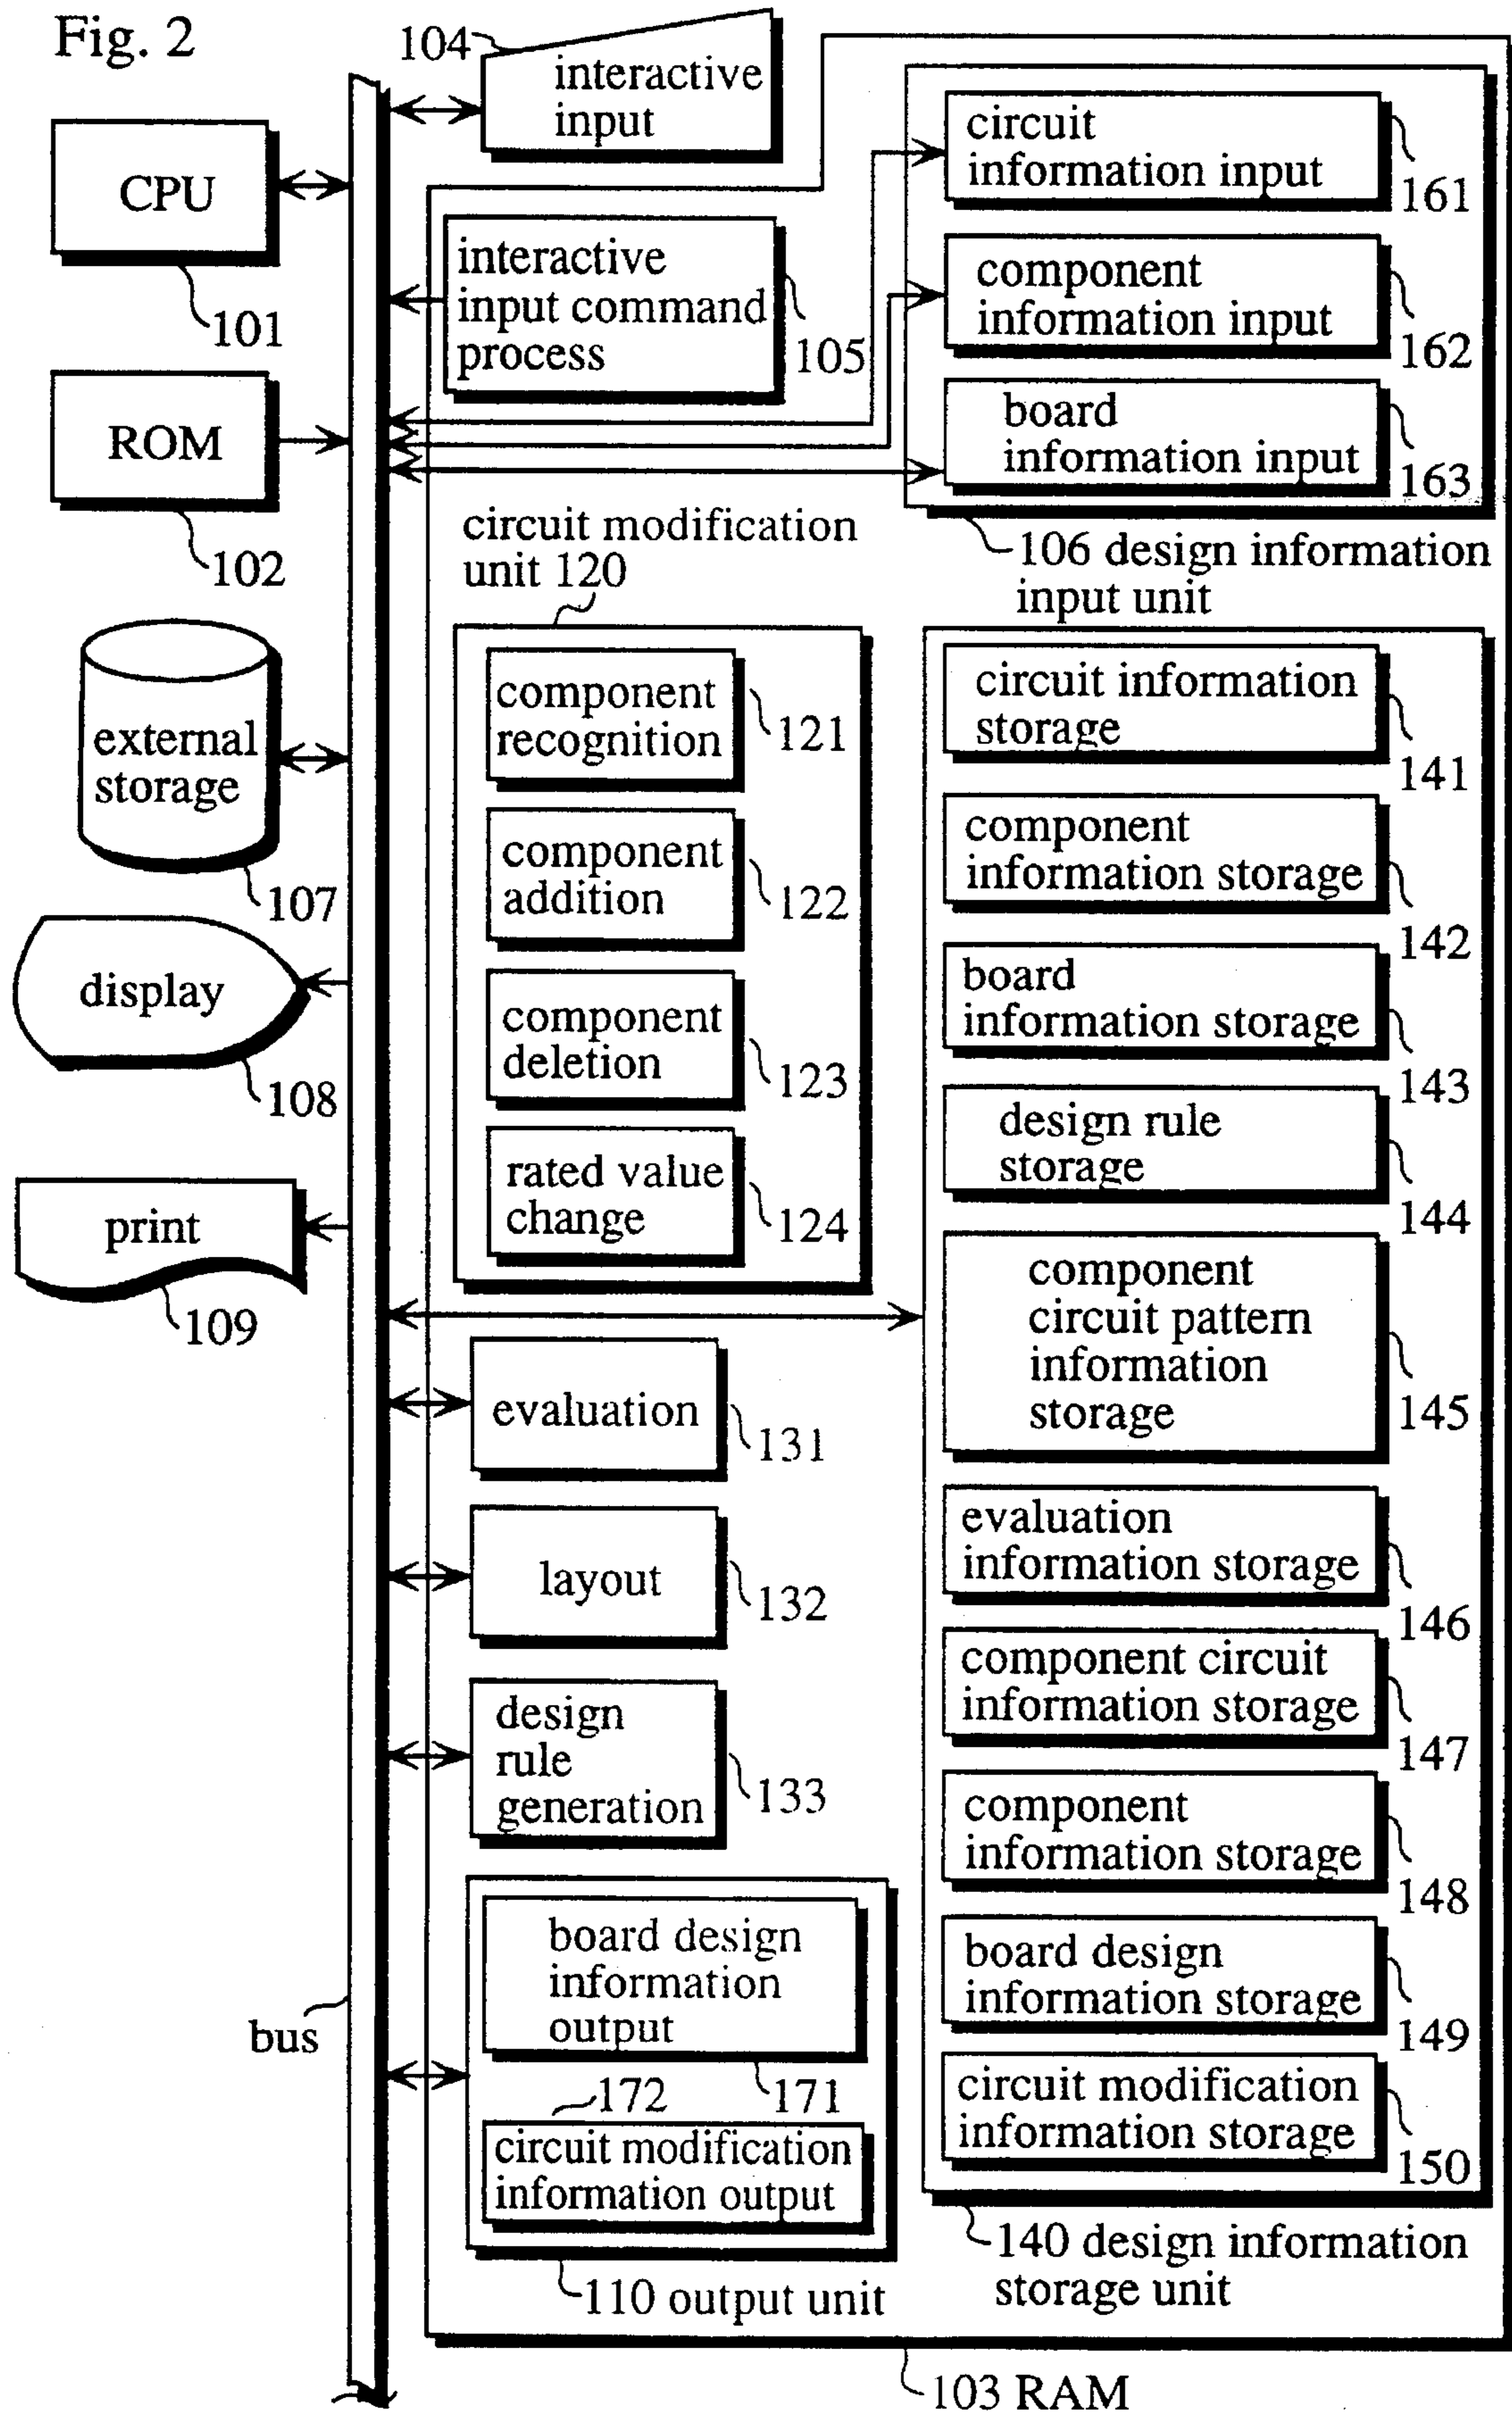 Fig. 2
104
interactive
input
CPU
101
ROM
102
external
storage
107
display
108
print
109
bus
interactive
input command
process
105
circuit
information input
161
component
information input
162
board
information input
163
106 design information
input unit
circuit modification
unit 120
component
recognition
121
component
addition
122
component
deletion
123
rated value
change
124
evaluation
131
layout
132
design
rule
generation
133
board design
information
output
171
172
circuit modification
information output
110 output unit
circuit information
storage
141
component
information storage
142
board
information storage
143
design rule
storage
144
component
circuit pattern
information
storage
145
evaluation
information storage
146
component circuit
information storage
147
component
information storage
148
board design
information storage
149
circuit modification
information storage
150
140 design information
storage unit
103 RAM